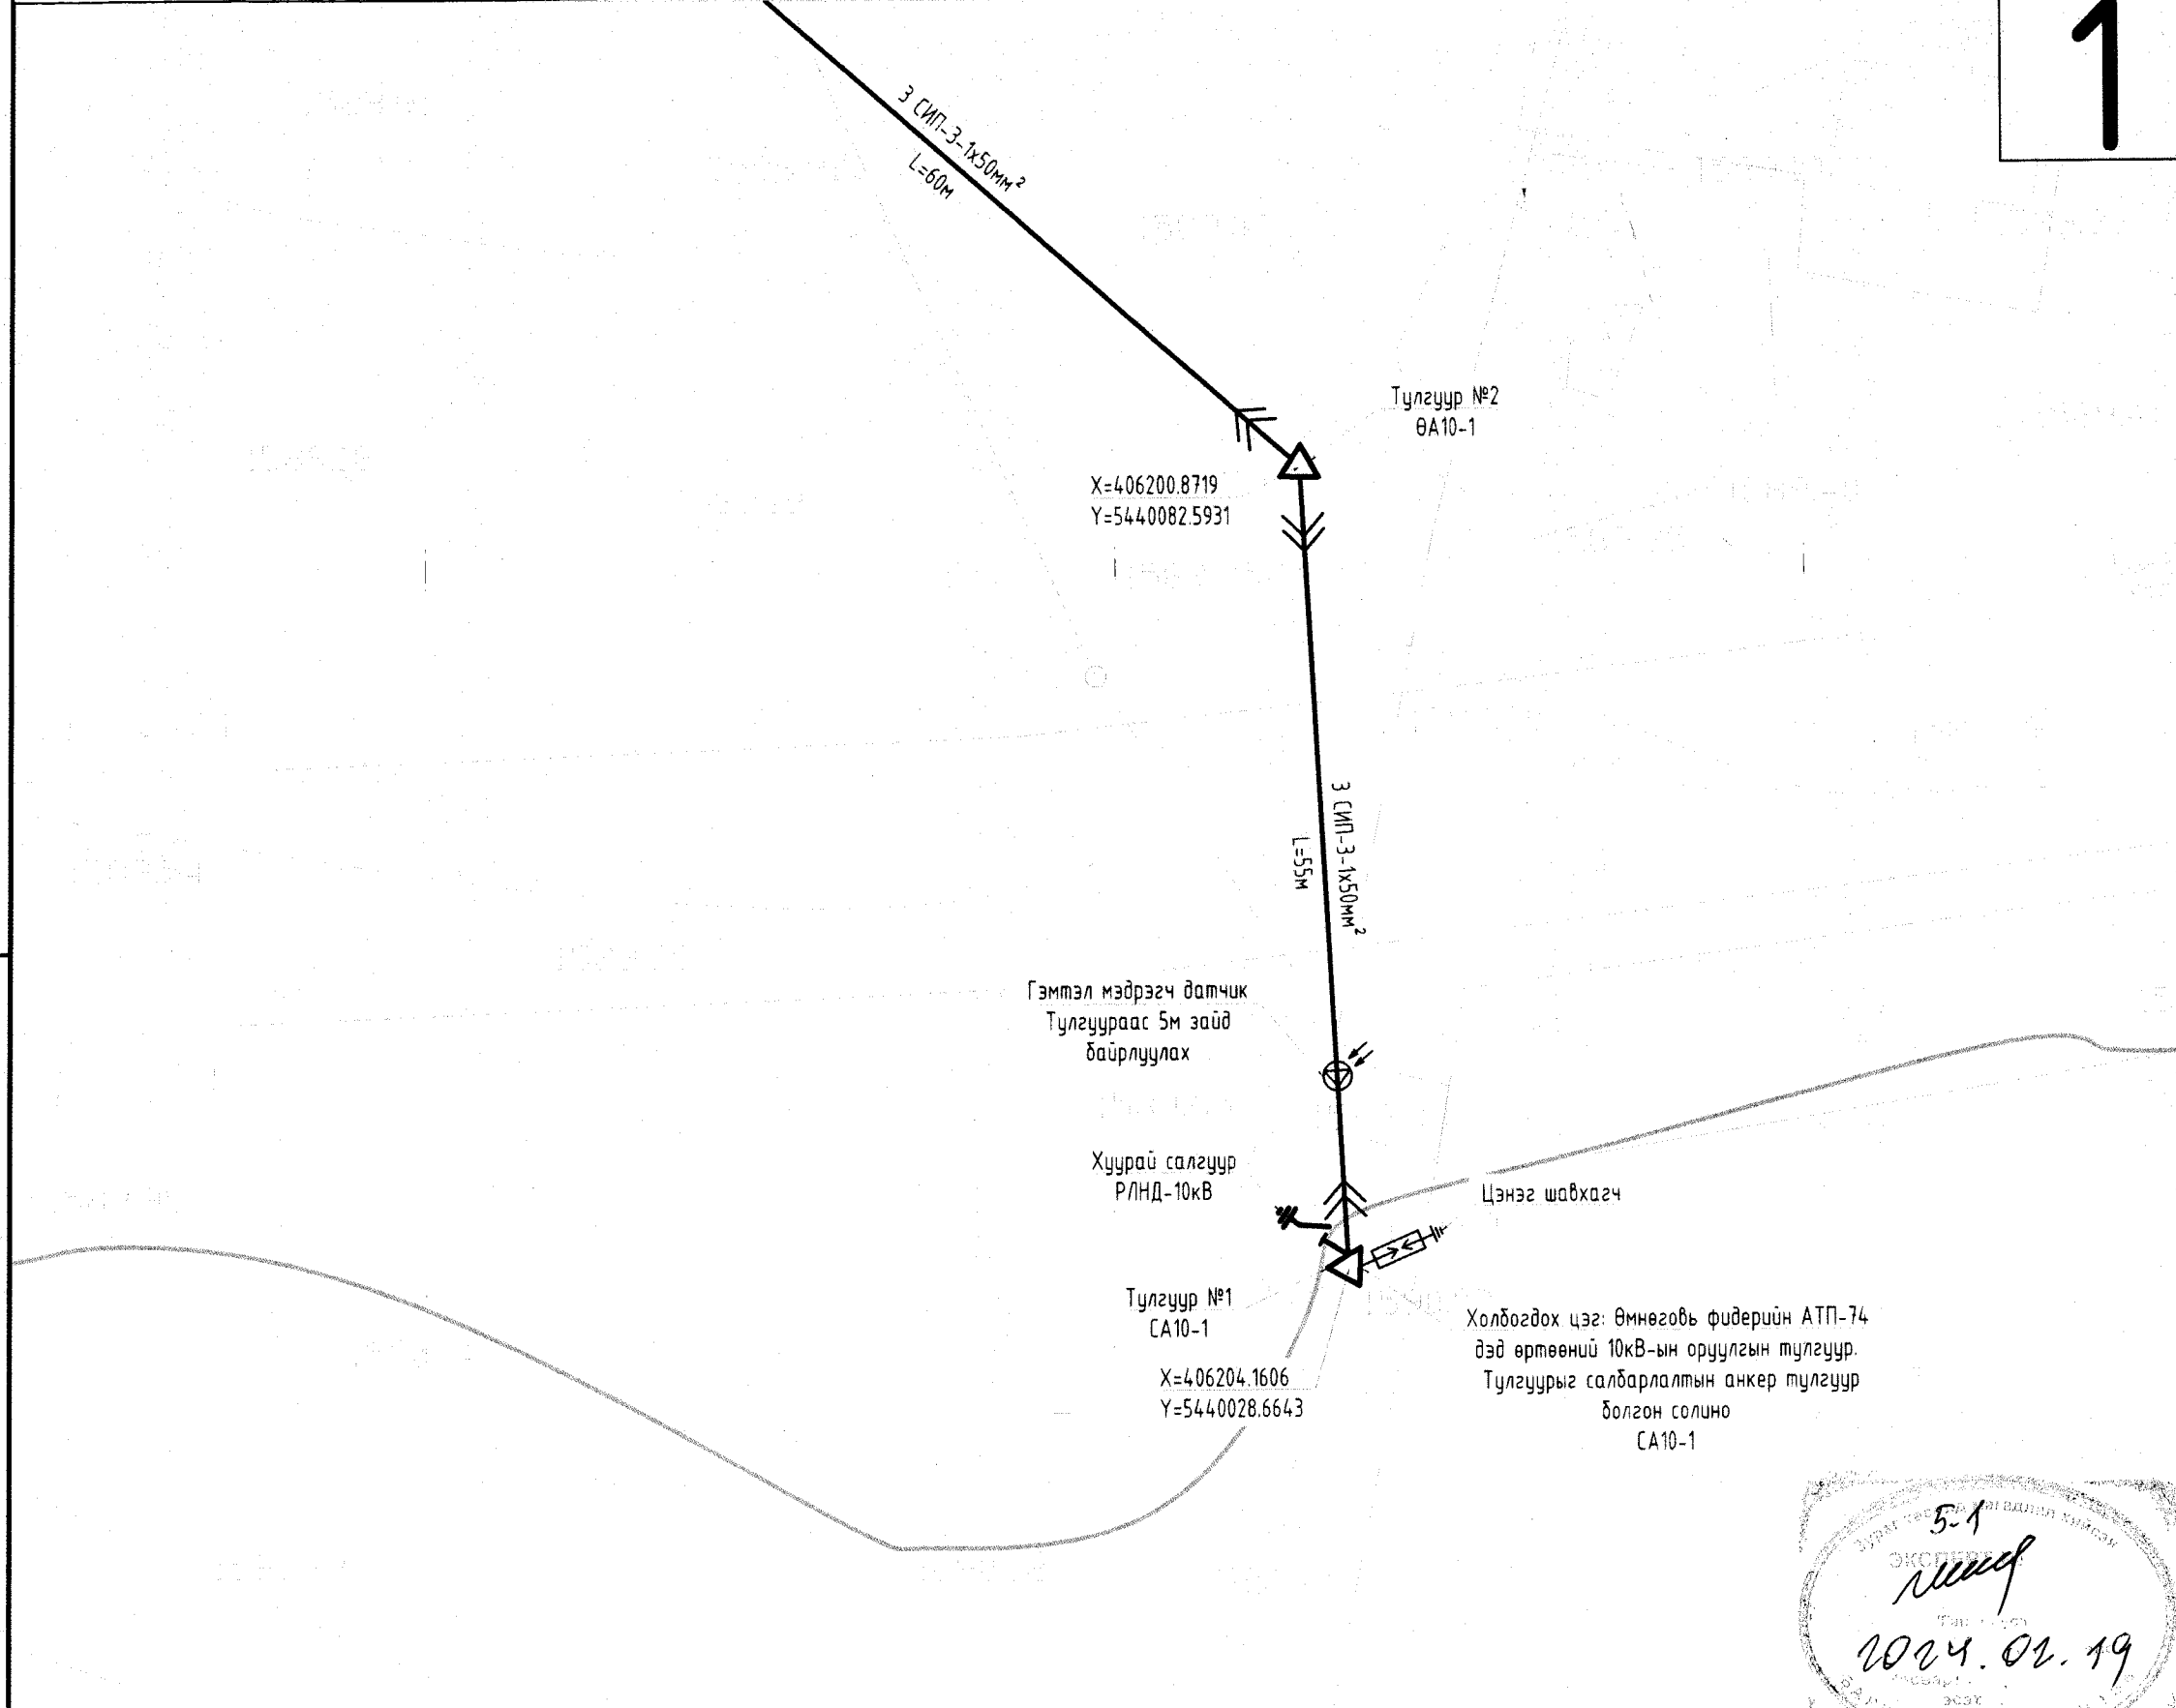 1
3 СИП-3-1х50мм²
L=60м
Тулгуур №2
ӨА10-1
X=406200.8719
Y=5440082.5931
3 СИП-3-1х50мм²
L=55м
Гэмтэл мэдрэгч датчик
Тулгуураас 5м зайд
байрлуулах
Хуурай салгуур
РЛНД-10кВ
Цэнэг шавхагч
Тулгуур №1
СА10-1
X=406204.1606
Y=5440028.6643
Холбогдох цэг: Өмнөговь фидерийн АТП-74
дэд өртөөний 10кВ-ын оруулгын тулгуур.
Тулгуурыг салбарлалтын анкер тулгуур
болгон солино
СА10-1
5-1
2024.02.19